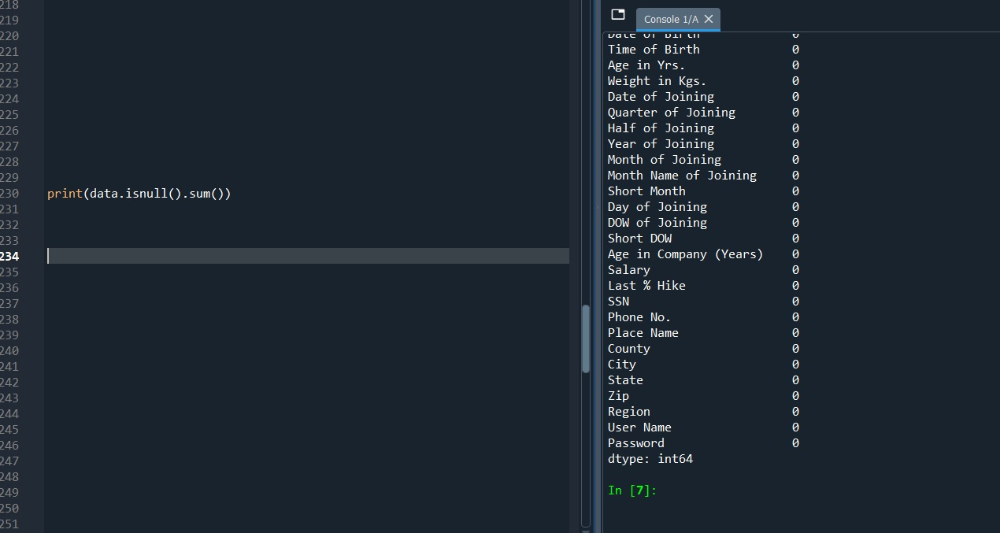 218
219
220
221
222
223
224
225
226
227
228
229
230 print(data.isnull().sum())
231
232
233
234
235
236
237
238
239
240
241
242
243
244
245
246
247
248
249
250
251
Console 1/A
Date of Birth 0
Time of Birth 0
Age in Yrs. 0
Weight in Kgs. 0
Date of Joining 0
Quarter of Joining 0
Half of Joining 0
Year of Joining 0
Month of Joining 0
Month Name of Joining 0
Short Month 0
Day of Joining 0
DOW of Joining 0
Short DOW 0
Age in Company (Years) 0
Salary 0
Last % Hike 0
SSN 0
Phone No. 0
Place Name 0
County 0
City 0
State 0
Zip 0
Region 0
User Name 0
Password 0
dtype: int64
In [7]: